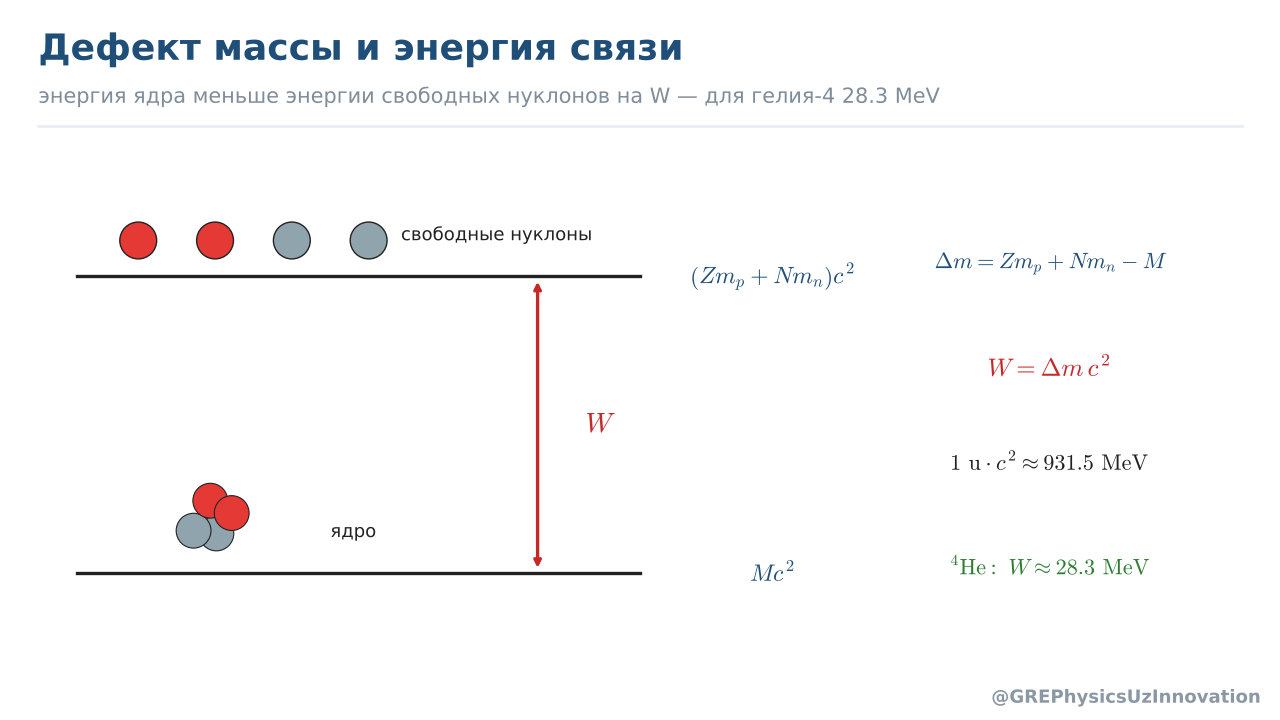 Дефект массы и энергия связи
энергия ядра меньше энергии свободных нуклонов на W — для гелия-4 28.3 MeV
свободные нуклоны
(Zm_p + Nm_n)c^2
Δm = Zm_p + Nm_n − M
W = Δm c^2
W
1 u · c^2 ≈ 931.5 MeV
ядро
Mc^2
^4He : W ≈ 28.3 MeV
@GREPhysicsUzInnovation